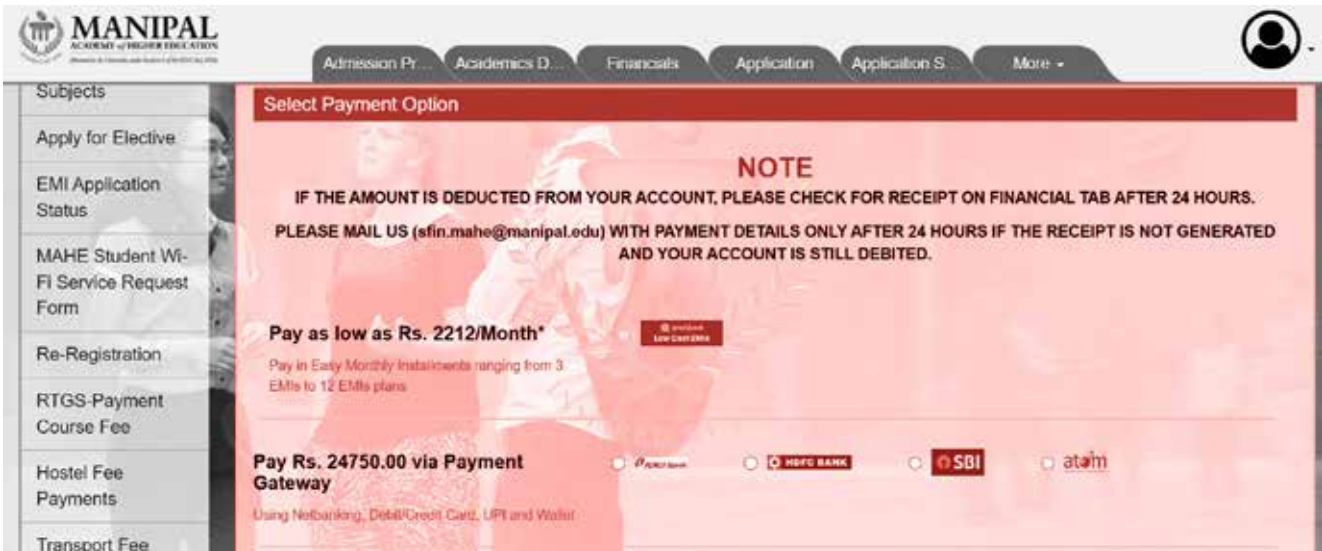 MANIPAL
ACADEMY of HIGHER EDUCATION
Admission Pr...
Academics D...
Financials
Application
Application S...
More
Subjects
Apply for Elective
EMI Application
Status
MAHE Student Wi-
Fi Service Request
Form
Re-Registration
RTGS-Payment
Course Fee
Hostel Fee
Payments
Transport Fee
Select Payment Option
NOTE
IF THE AMOUNT IS DEDUCTED FROM YOUR ACCOUNT, PLEASE CHECK FOR RECEIPT ON FINANCIAL TAB AFTER 24 HOURS.
PLEASE MAIL US (sfin.mahe@manipal.edu) WITH PAYMENT DETAILS ONLY AFTER 24 HOURS IF THE RECEIPT IS NOT GENERATED
AND YOUR ACCOUNT IS STILL DEBITED.
Pay as low as Rs. 2212/Month*
Low Cost EMIs
Pay in Easy Monthly Installments ranging from 3
EMIs to 12 EMIs plans
Pay Rs. 24750.00 via Payment
Gateway
ICICI Bank
HDFC BANK
SBI
atom
Using Netbanking, Debit/Credit Card, UPI and Wallet